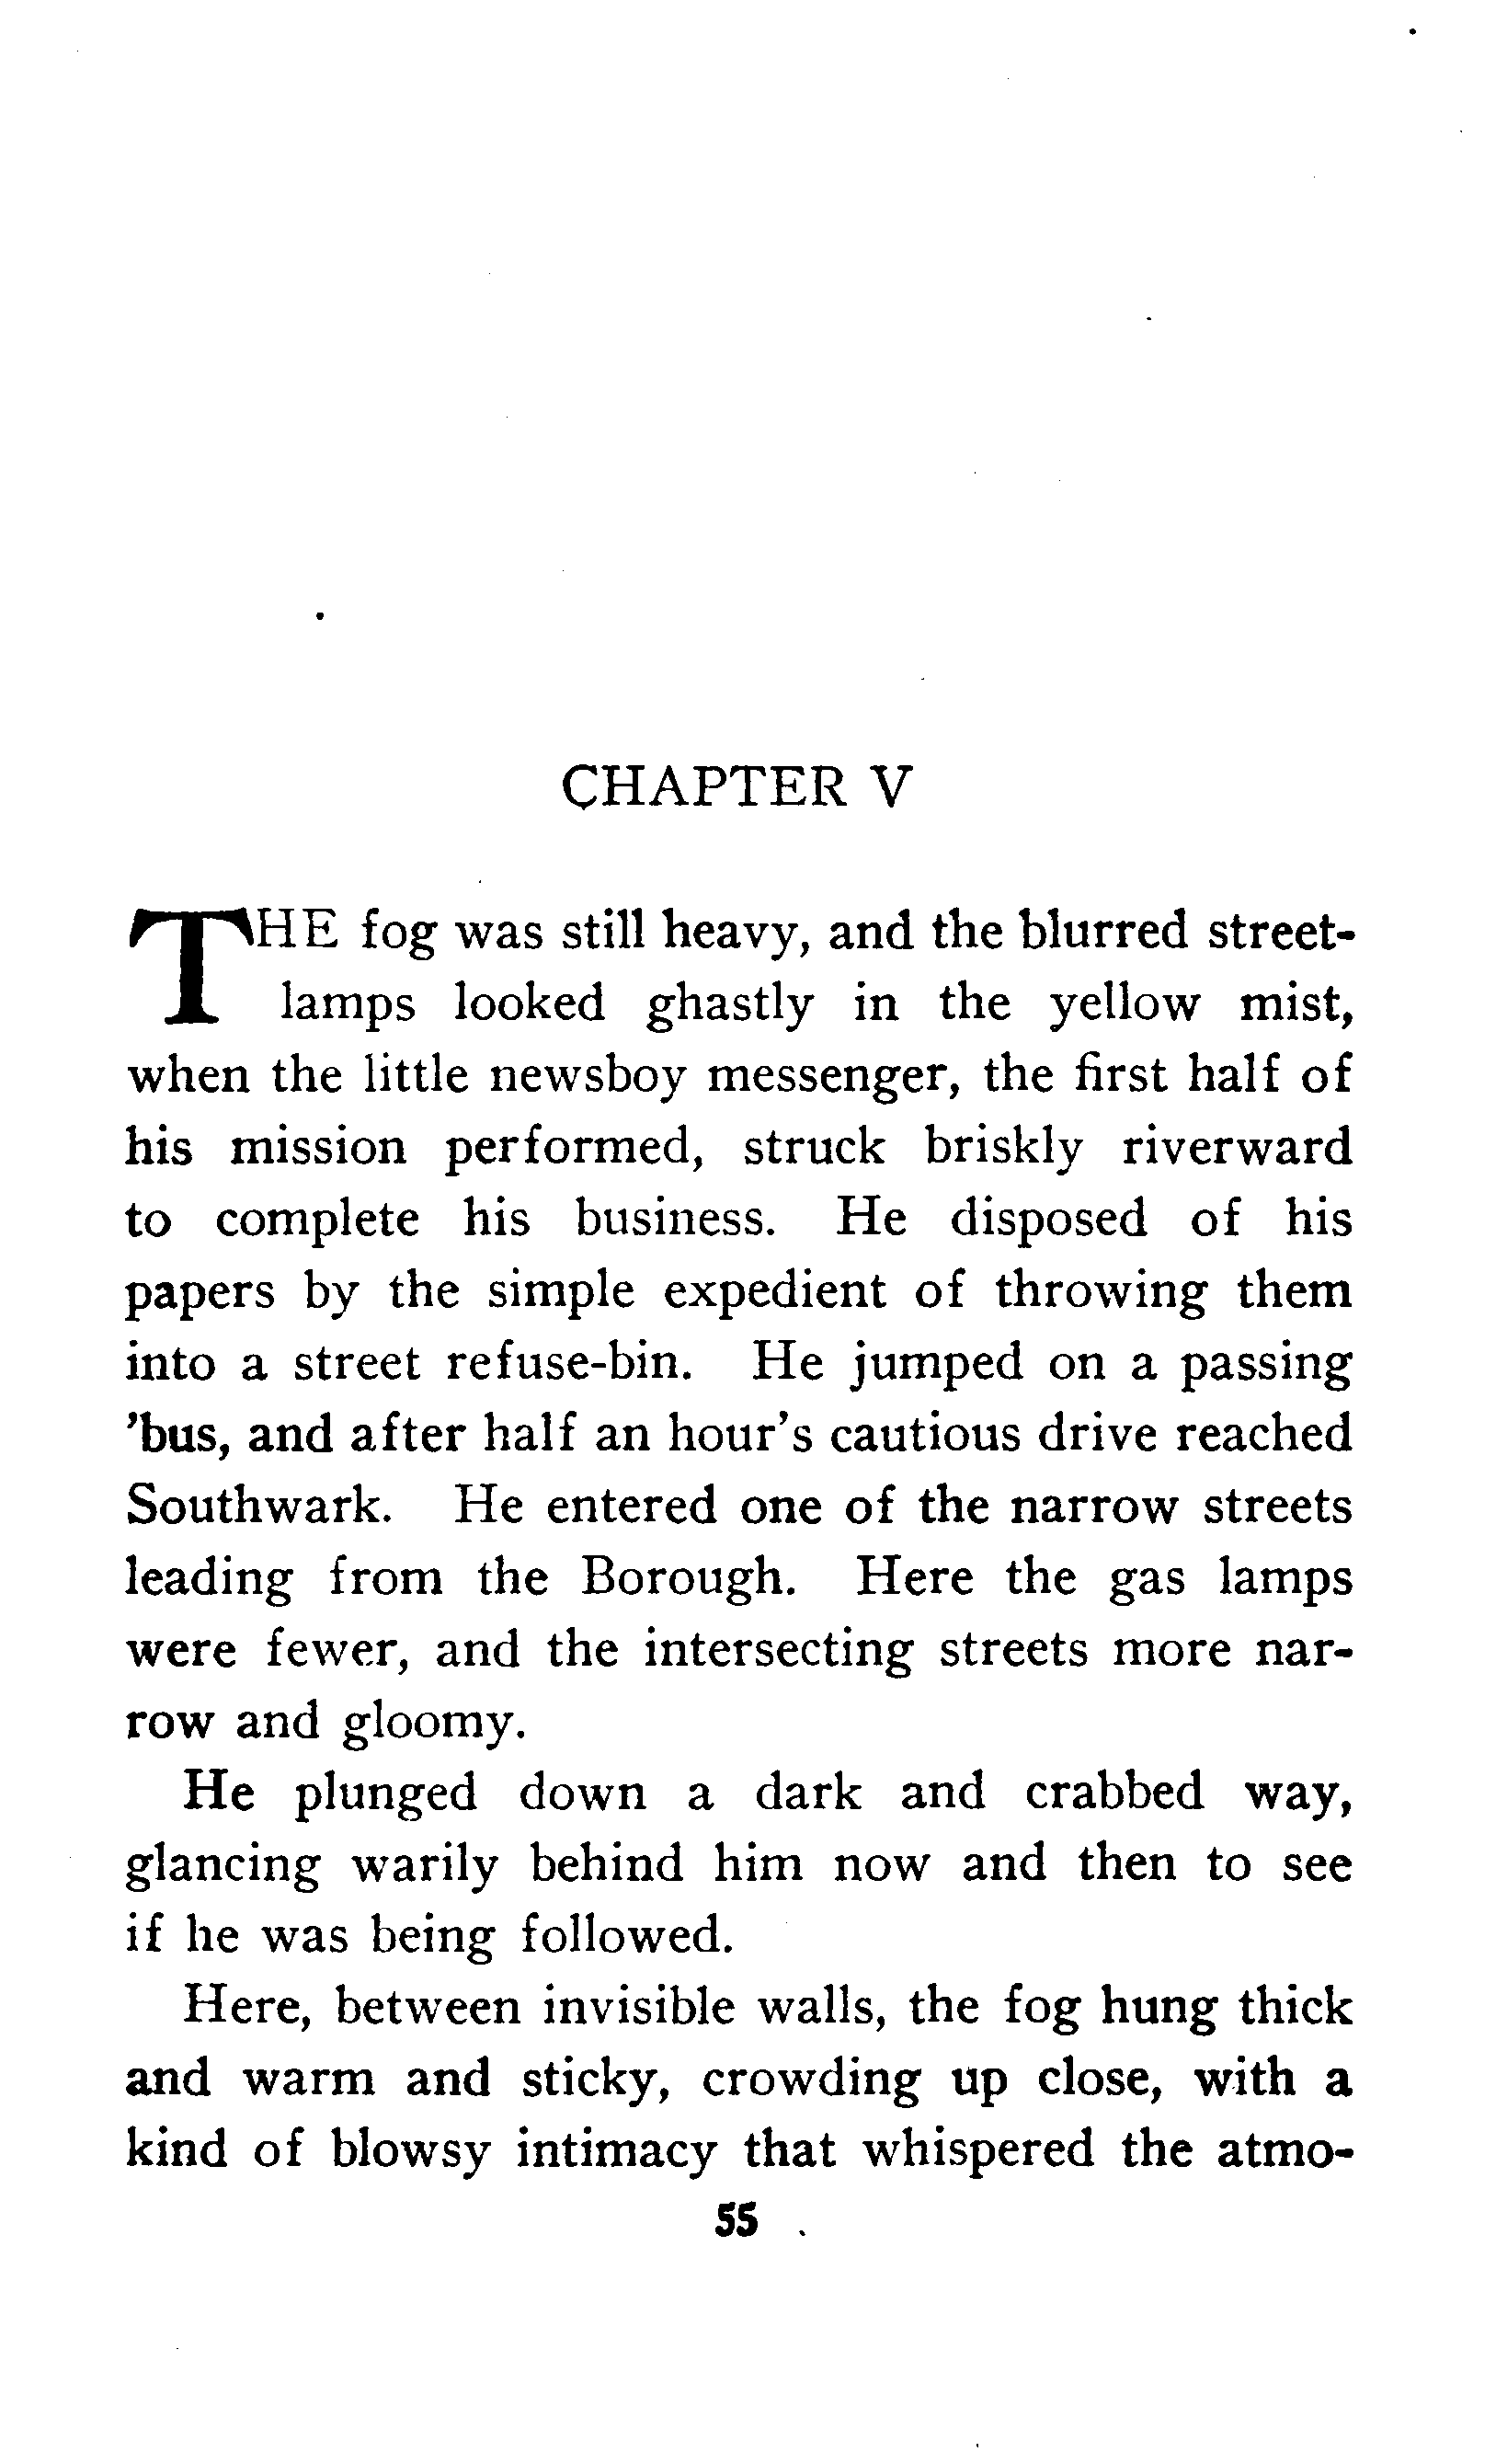 CHAPTER V
THE fog was still heavy, and the blurred street-
lamps looked ghastly in the yellow mist,
when the little newsboy messenger, the first half of
his mission performed, struck briskly riverward
to complete his business. He disposed of his
papers by the simple expedient of throwing them
into a street refuse-bin. He jumped on a passing
’bus, and after half an hour's cautious drive reached
Southwark. He entered one of the narrow streets
leading from the Borough. Here the gas lamps
were fewer, and the intersecting streets more nar-
row and gloomy.
He plunged down a dark and crabbed way,
glancing warily behind him now and then to see
if he was being followed.
Here, between invisible walls, the fog hung thick
and warm and sticky, crowding up close, with a
kind of blowsy intimacy that whispered the atmo-
55